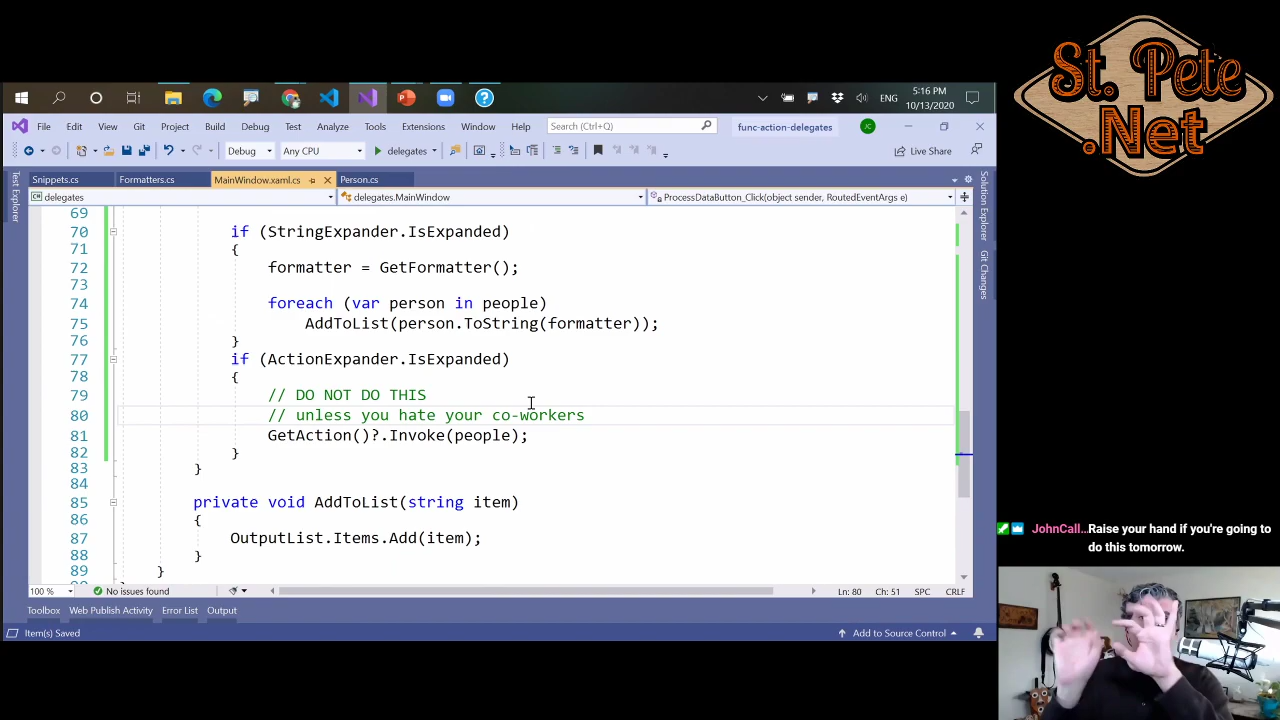 St. Pete
.Net
5:16 PM
ENG
10/13/2020
File Edit View Git Project Build Debug Test Analyze Tools Extensions Window Help Search (Ctrl+Q) func-action-delegates JC
Debug Any CPU delegates Live Share
Snippets.cs Formatters.cs MainWindow.xaml.cs Person.cs
delegates delegates.MainWindow ProcessDataButton_Click(object sender, RoutedEventArgs e)
Test Explorer
Solution Explorer
Git Changes
69
70 if (StringExpander.IsExpanded)
71 {
72 formatter = GetFormatter();
73
74 foreach (var person in people)
75 AddToList(person.ToString(formatter));
76 }
77 if (ActionExpander.IsExpanded)
78 {
79 // DO NOT DO THIS
80 // unless you hate your co-workers
81 GetAction()?.Invoke(people);
82 }
83 }
84
85 private void AddToList(string item)
86 {
87 OutputList.Items.Add(item);
88 }
89 }
100 % No issues found Ln: 80 Ch: 51 SPC CRLF
Toolbox Web Publish Activity Error List Output
Item(s) Saved Add to Source Control
JohnCall… Raise your hand if you're going to
do this tomorrow.